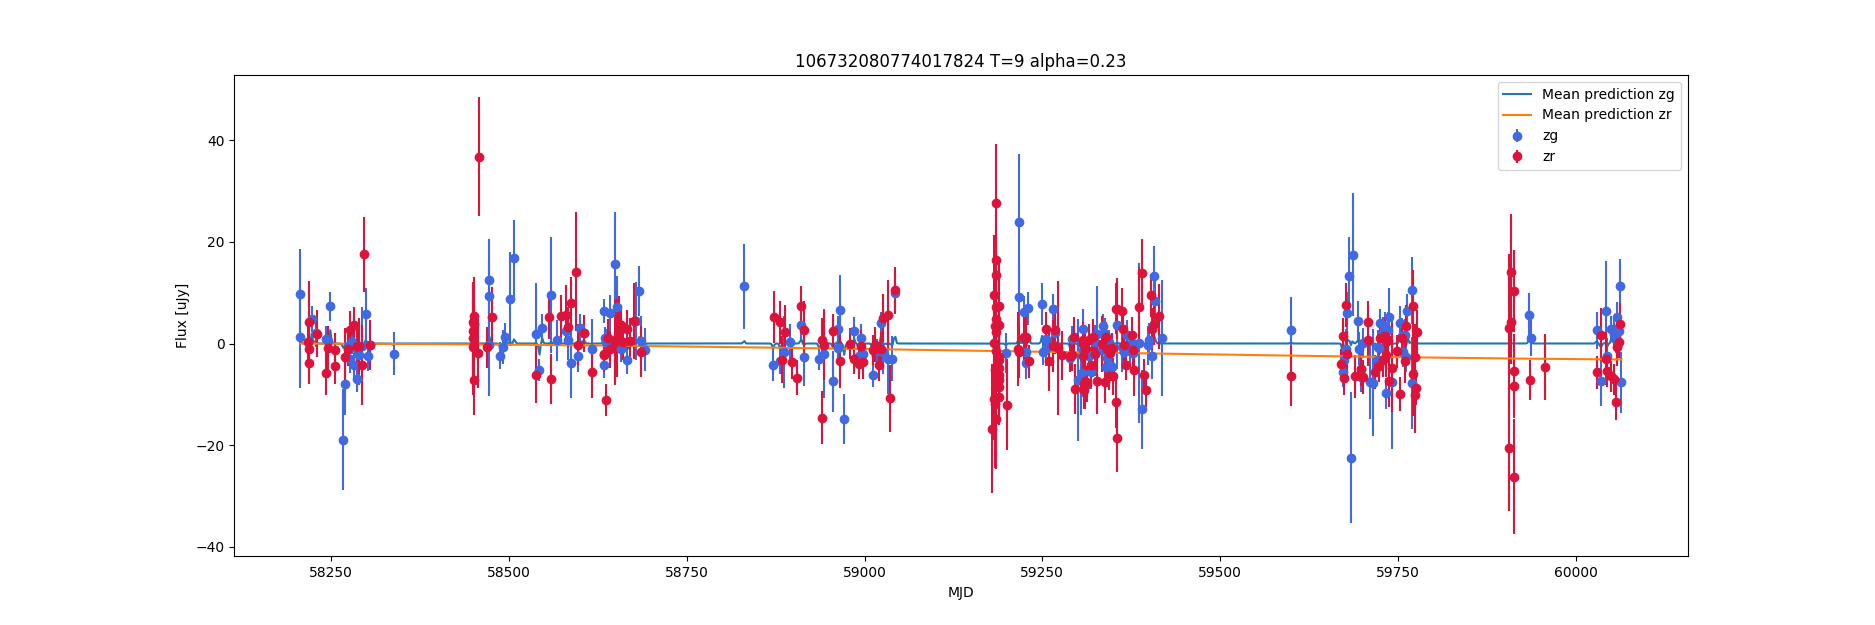 106732080774017824 T=9 alpha=0.23
Mean prediction zg
Mean prediction zr
zg
zr
Flux [uJy]
40
20
0
−20
−40
58250 58500 58750 59000 59250 59500 59750 60000
MJD